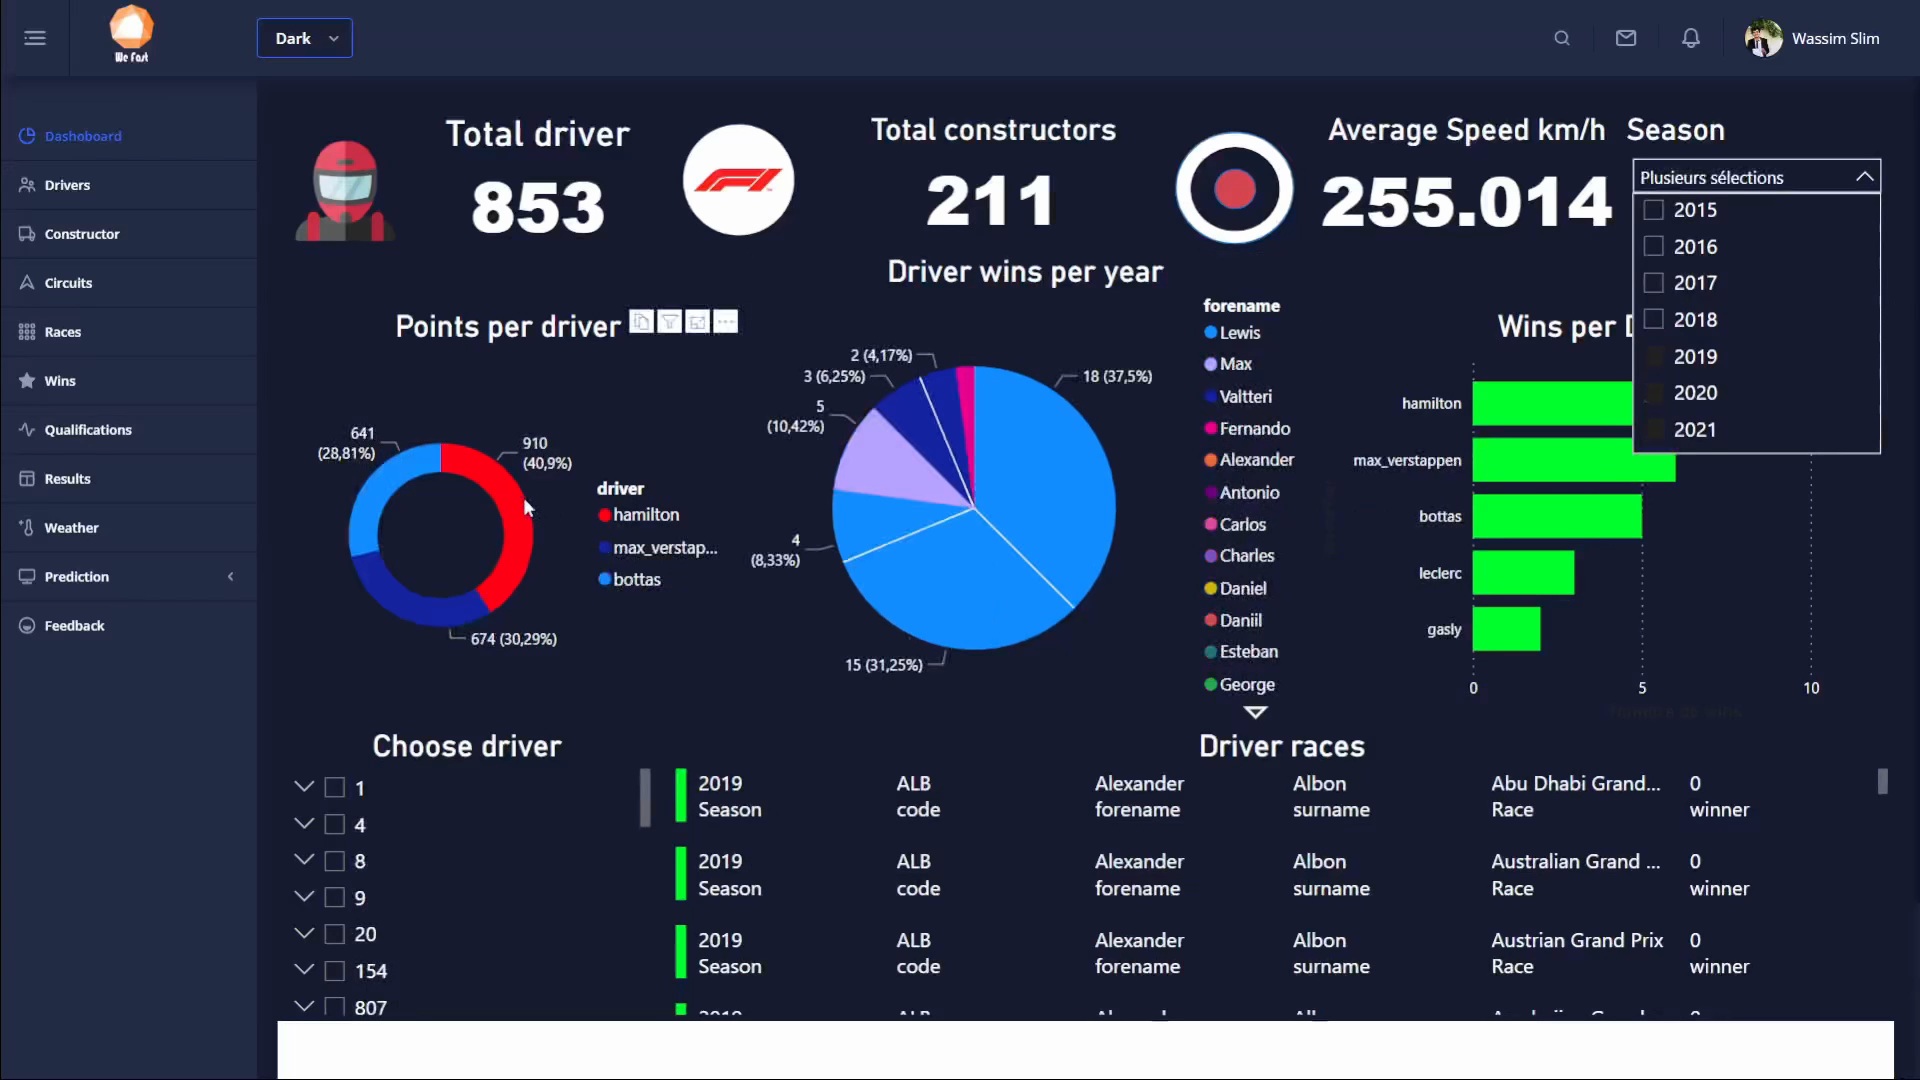 We Fast
Dark
Wassim Slim
Dashoboard
Drivers
Constructor
Circuits
Races
Wins
Qualifications
Results
Weather
Prediction
Feedback
Total driver
853
Total constructors
211
Average Speed km/h
255.014
Season
Plusieurs sélections
2015
2016
2017
2018
2019
2020
2021
Points per driver
641
(28,81%)
910
(40,9%)
674 (30,29%)
driver
hamilton
max_verstap...
bottas
Driver wins per year
2 (4,17%)
3 (6,25%)
5
(10,42%)
4
(8,33%)
15 (31,25%)
18 (37,5%)
forename
Lewis
Max
Valtteri
Fernando
Alexander
Antonio
Carlos
Charles
Daniel
Daniil
Esteban
George
Wins per
hamilton
max_verstappen
bottas
leclerc
gasly
0
5
10
Choose driver
1
4
8
9
20
154
807
Driver races
2019 ALB Alexander Albon Abu Dhabi Grand... 0
Season code forename surname Race winner
2019 ALB Alexander Albon Australian Grand ... 0
Season code forename surname Race winner
2019 ALB Alexander Albon Austrian Grand Prix 0
Season code forename surname Race winner